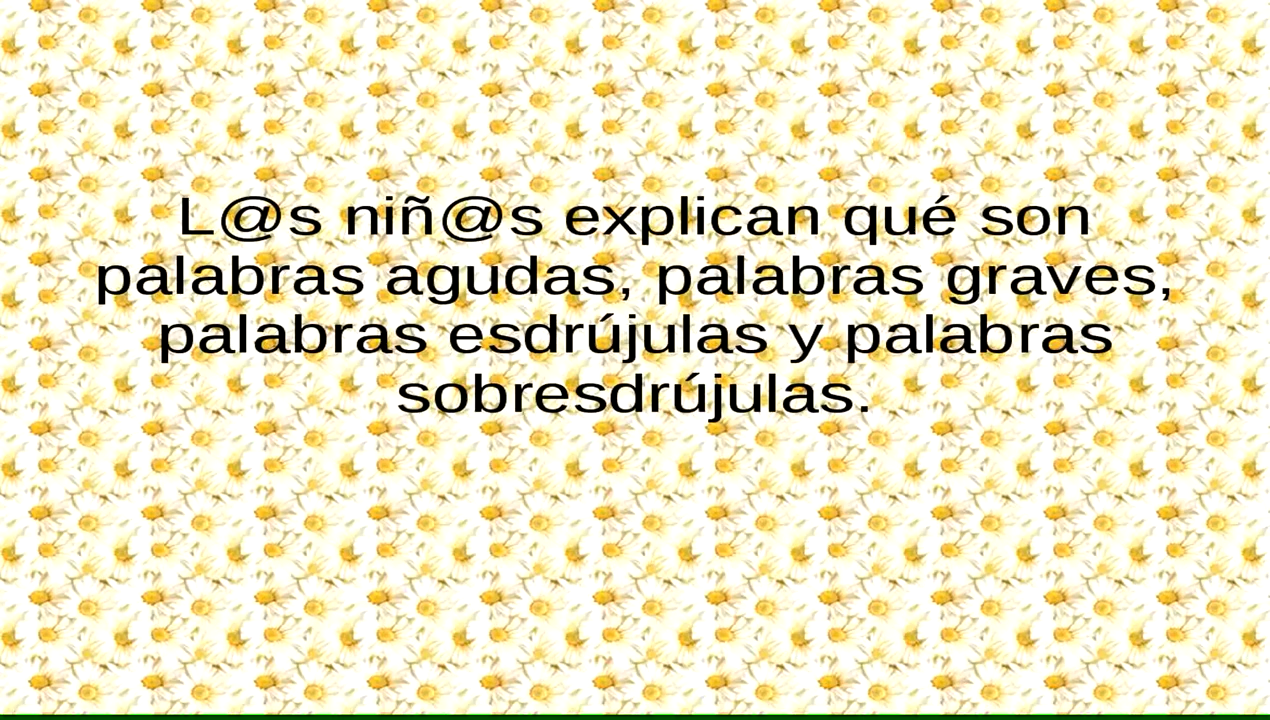 L@s niñ@s explican qué son
palabras agudas, palabras graves,
palabras esdrújulas y palabras
sobresdrújulas.